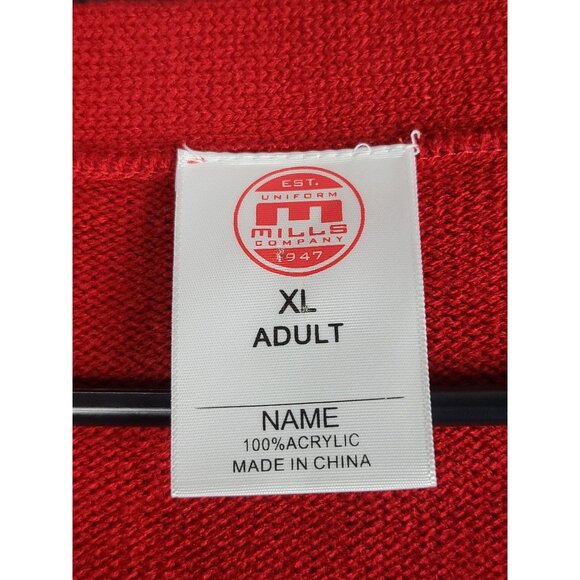 EST.
UNIFORM
M
MILLS
COMPANY
1947
XL
ADULT
NAME
100%ACRYLIC
MADE IN CHINA